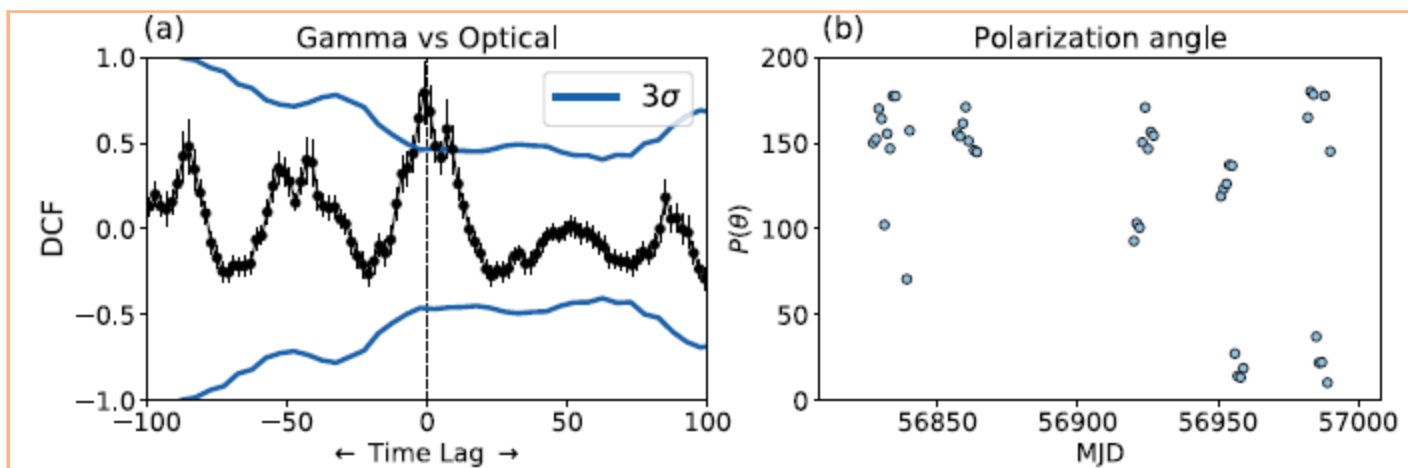 (a) Gamma vs Optical
1.0
0.5
0.0
−0.5
−1.0
DCF
3σ
−100 −50 0 50 100
← Time Lag →
(b) Polarization angle
200
150
100
50
0
P(θ)
56850 56900 56950 57000
MJD